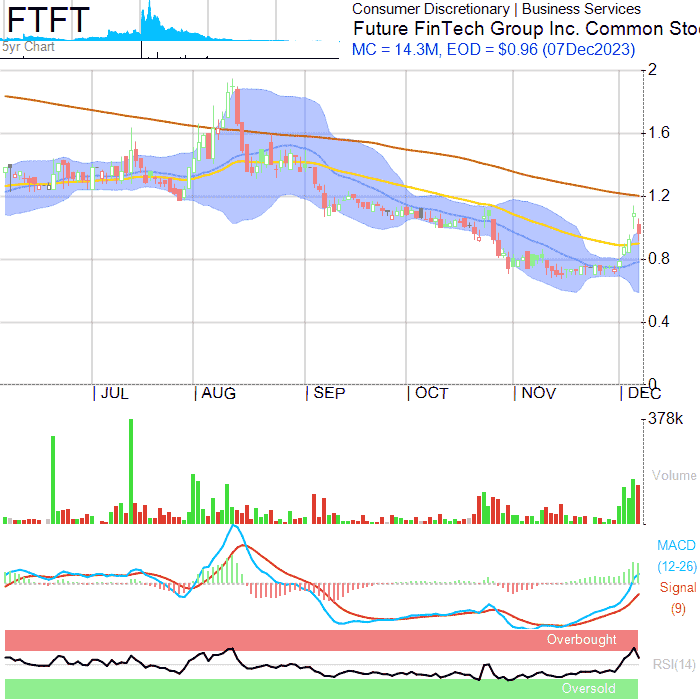 FTFT
5yr Chart
Consumer Discretionary | Business Services
Future FinTech Group Inc. Common Sto
MC = 14.3M, EOD = $0.96 (07Dec2023)
2
1.6
1.2
0.8
0.4
0
JUL AUG SEP OCT NOV DEC
378k
Volume
MACD
(12-26)
Signal
(9)
Overbought
RSI(14)
Oversold